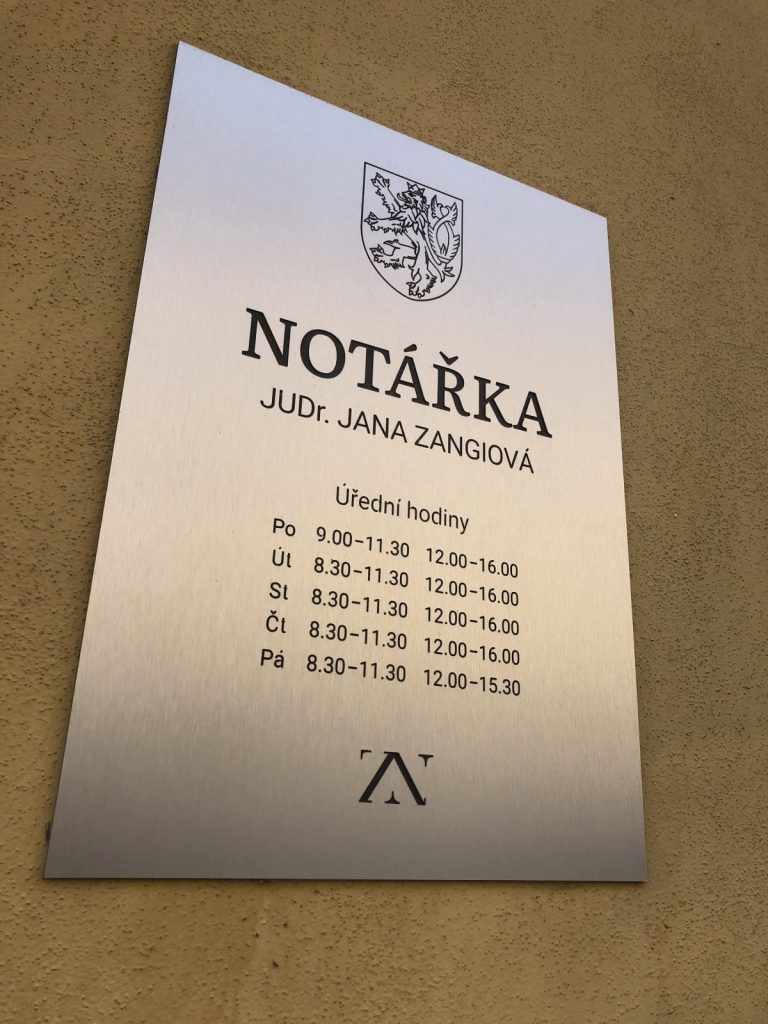 NOTÁŘKA
JUDr. JANA ZANGIOVÁ
Úřední hodiny
Po 9.00–11.30 12.00–16.00
Út 8.30–11.30 12.00–16.00
St 8.30–11.30 12.00–16.00
Čt 8.30–11.30 12.00–16.00
Pá 8.30–11.30 12.00–15.30